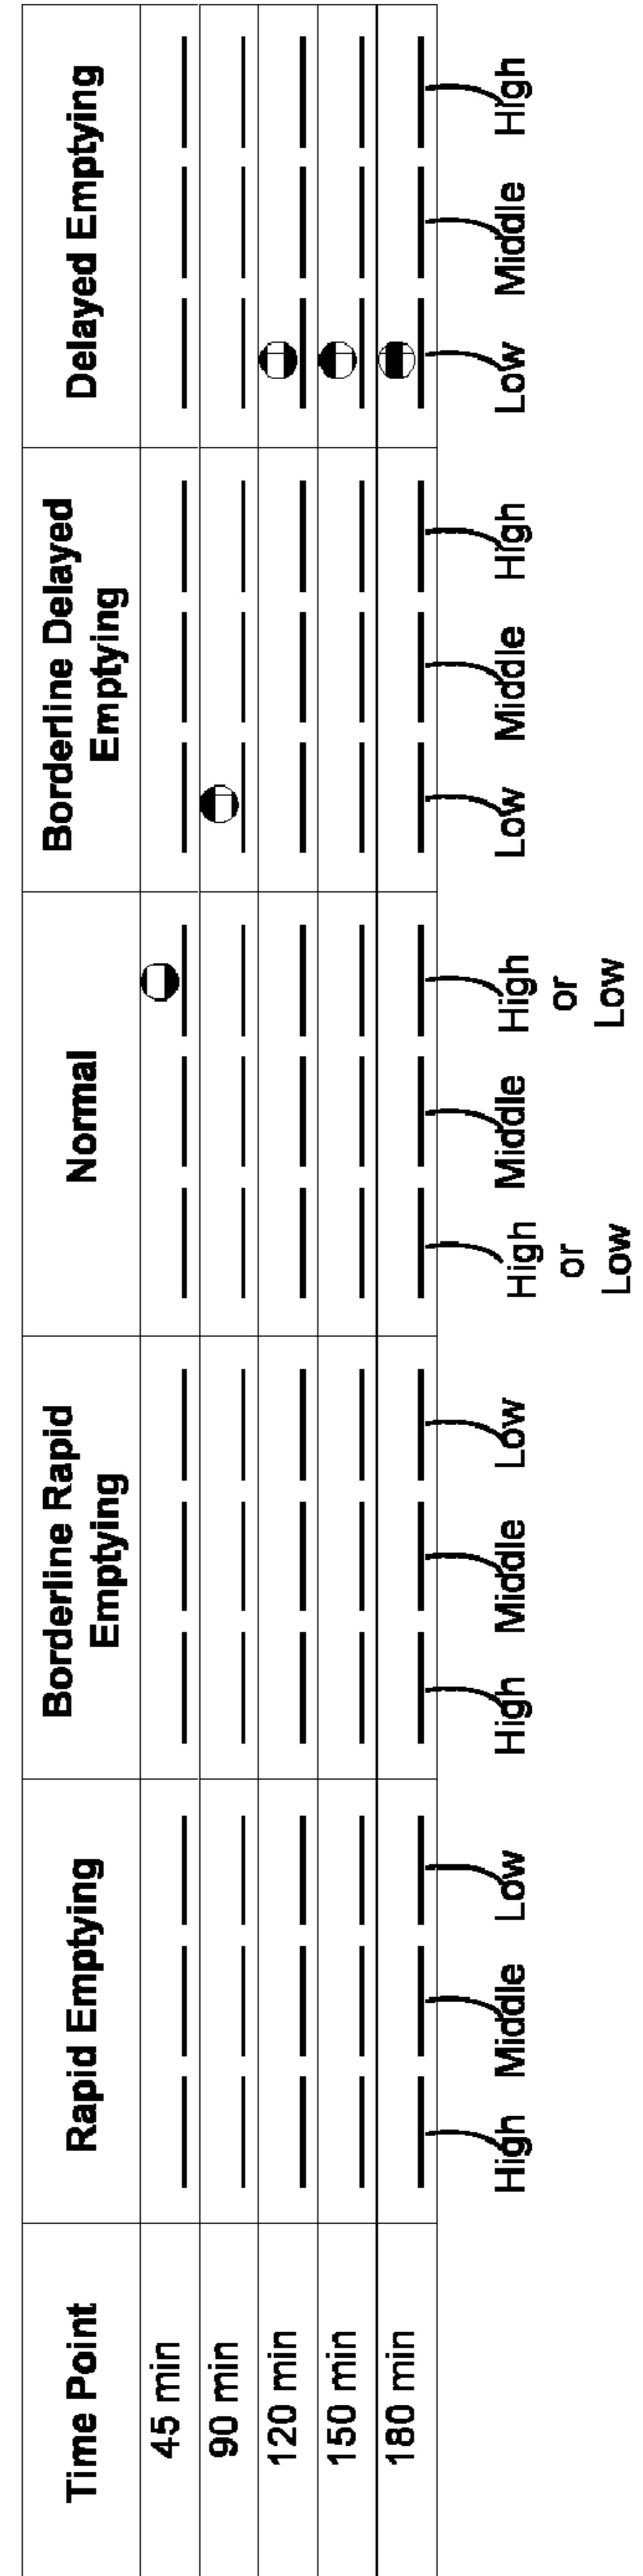 Time Point
Rapid Emptying
Borderline Rapid
Emptying
Normal
Borderline Delayed
Emptying
Delayed Emptying
45 min
90 min
120 min
150 min
180 min
High
Middle
Low
High
Middle
Low
High
or
Low
Middle
High
or
Low
Low
Middle
High
Low
Middle
High